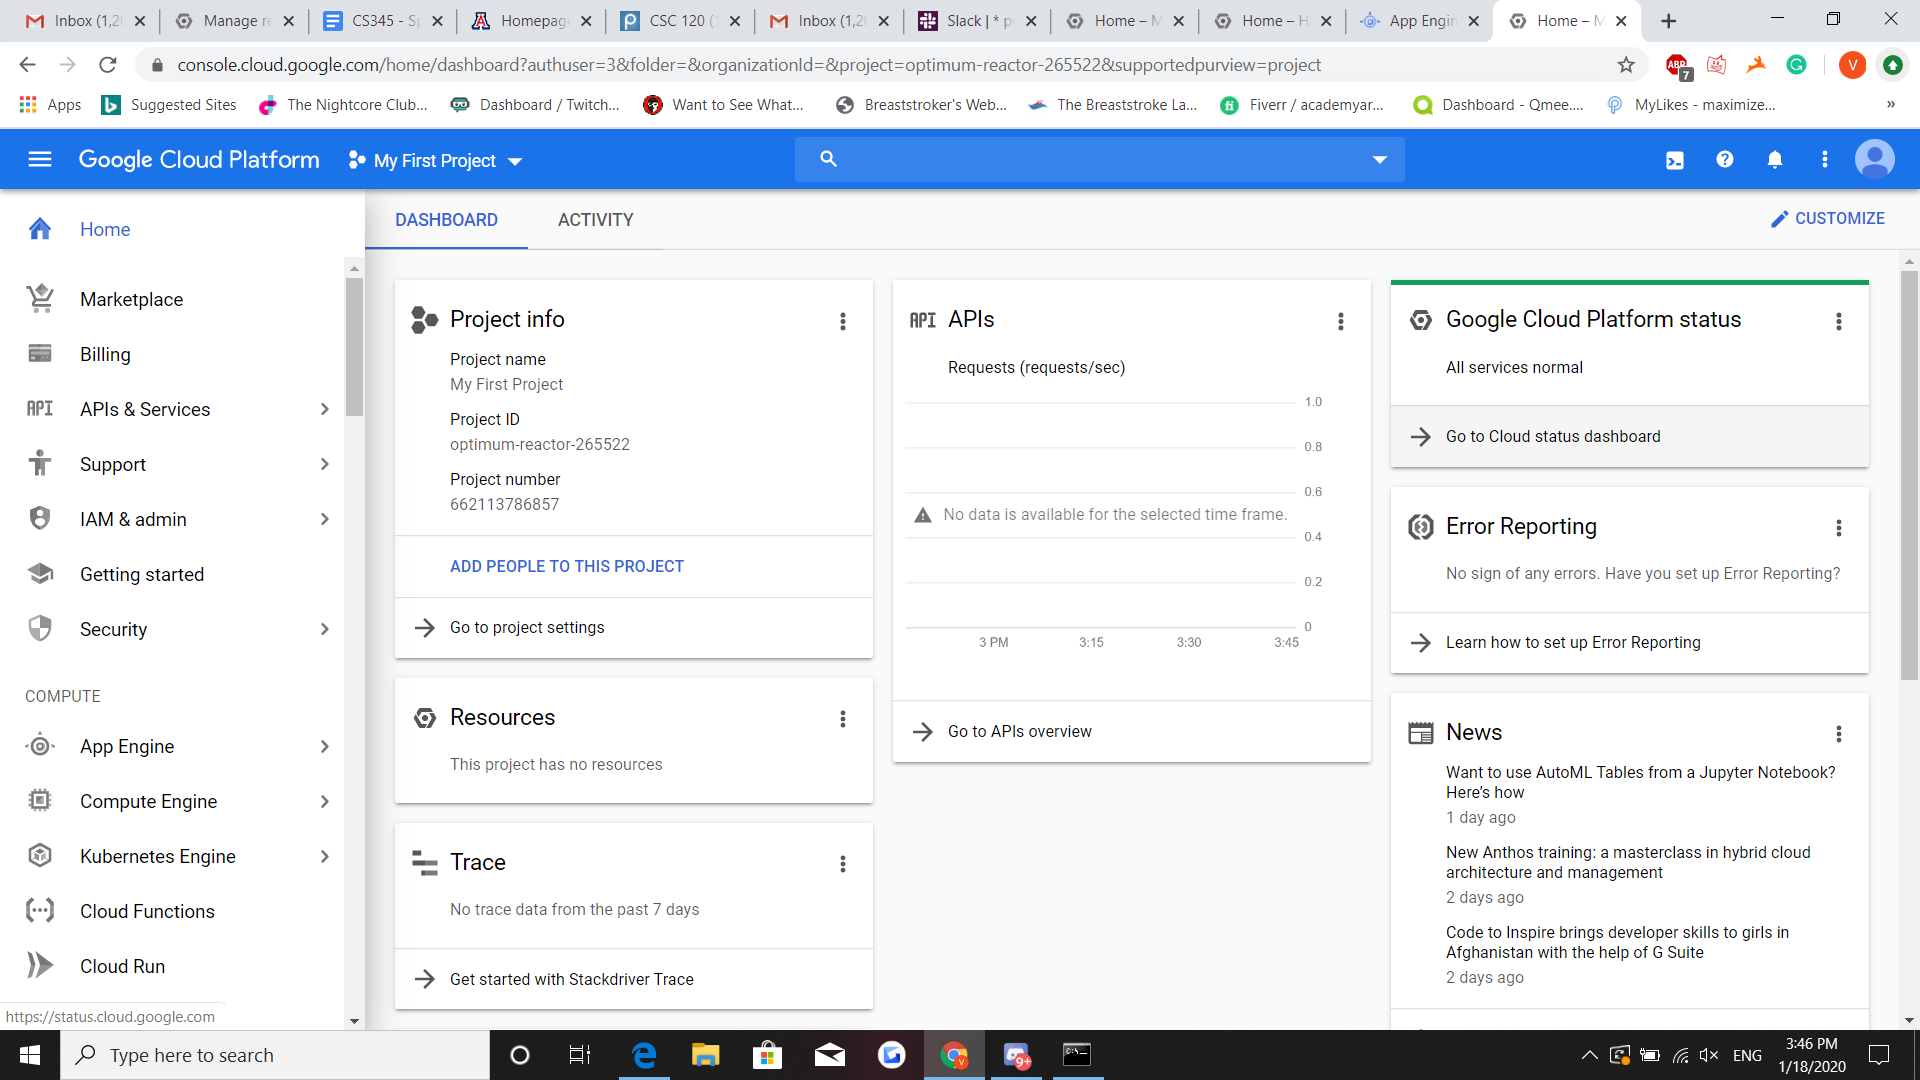 Inbox (1,20
Manage re
CS345 - Sp
Homepage
CSC 120 (1
Inbox (1,20
Slack | * p
Home – M
Home – H
App Engin
Home – M
console.cloud.google.com/home/dashboard?authuser=3&folder=&organizationId=&project=optimum-reactor-265522&supportedpurview=project
ABP
7
G
V
Apps
Suggested Sites
The Nightcore Club...
Dashboard / Twitch...
Want to See What...
Breaststroker's Web...
The Breaststroke La...
Fiverr / academyar...
Dashboard - Qmee....
MyLikes - maximize...
»
Google Cloud Platform
My First Project
Home
Marketplace
Billing
API APIs & Services
Support
IAM & admin
Getting started
Security
COMPUTE
App Engine
Compute Engine
Kubernetes Engine
Cloud Functions
Cloud Run
https://status.cloud.google.com
DASHBOARD
ACTIVITY
CUSTOMIZE
Project info
Project name
My First Project
Project ID
optimum-reactor-265522
Project number
662113786857
ADD PEOPLE TO THIS PROJECT
Go to project settings
Resources
This project has no resources
Trace
No trace data from the past 7 days
Get started with Stackdriver Trace
API APIs
Requests (requests/sec)
1.0
0.8
0.6
No data is available for the selected time frame.
0.4
0.2
0
3 PM 3:15 3:30 3:45
Go to APIs overview
Google Cloud Platform status
All services normal
Go to Cloud status dashboard
Error Reporting
No sign of any errors. Have you set up Error Reporting?
Learn how to set up Error Reporting
News
Want to use AutoML Tables from a Jupyter Notebook?
Here's how
1 day ago
New Anthos training: a masterclass in hybrid cloud
architecture and management
2 days ago
Code to Inspire brings developer skills to girls in
Afghanistan with the help of G Suite
2 days ago
Type here to search
9+
ENG
3:46 PM
1/18/2020